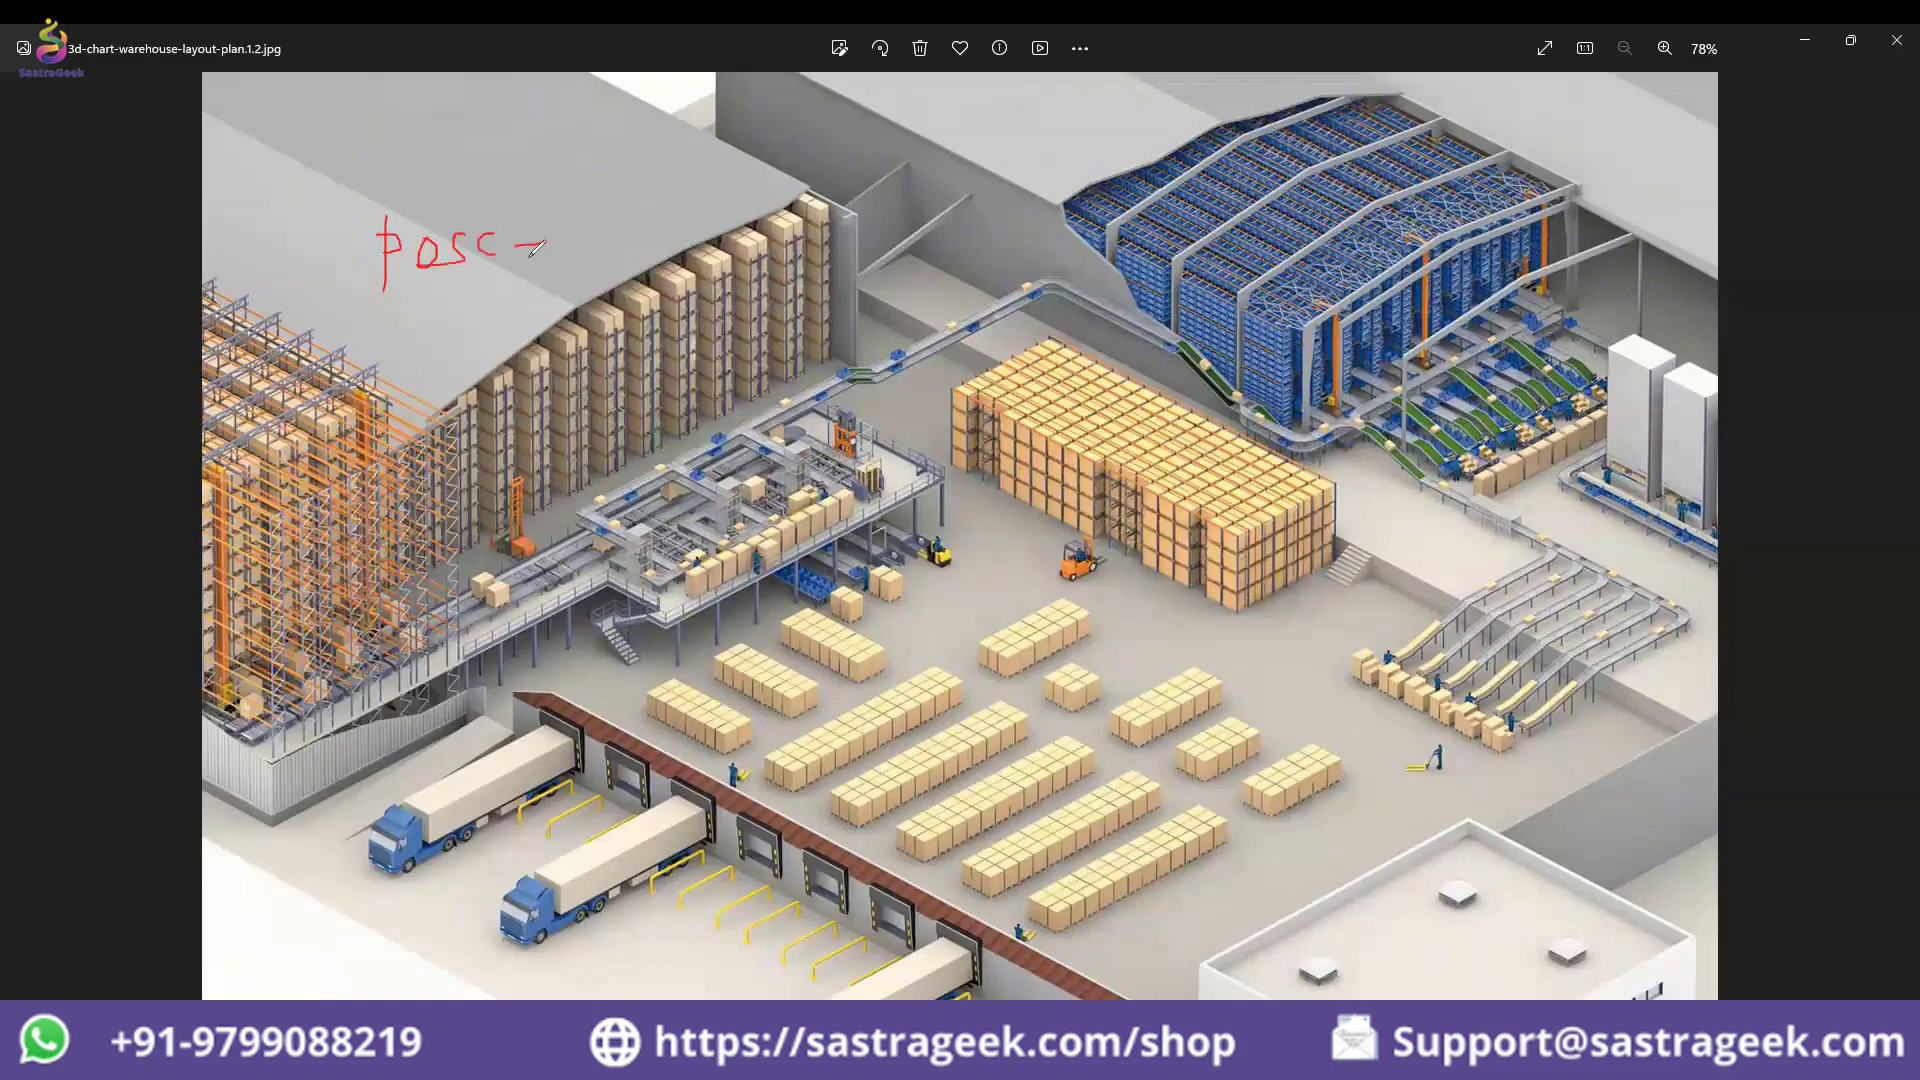 3d-chart-warehouse-layout-plan.1.2.jpg
78%
SastraGeek
posc -
+91-9799088219
https://sastrageek.com/shop
Support@sastrageek.com